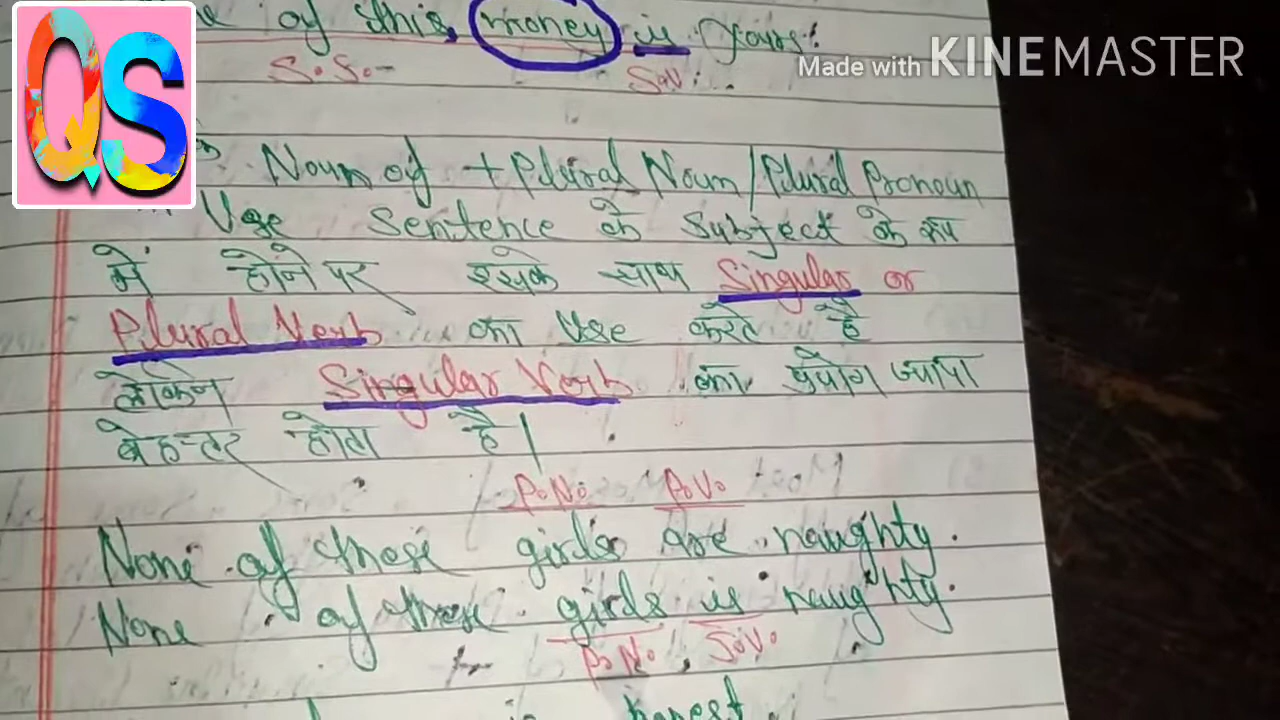 of this money is yours.
S.S. S.V.
QS
Made with KINEMASTER
Noun of + Plural Noun/Plural Pronoun
Use Sentence के Subject के रूप
में होने पर इसके साथ Singular or
Plural Verb का Use करते है
लेकिन Singular Verb का प्रयोग ज्यादा
बेहतर होता है।
P.N. P.V.
None of these girls are naughty.
None of these girls is naughty.
P.N. S.V.
honest